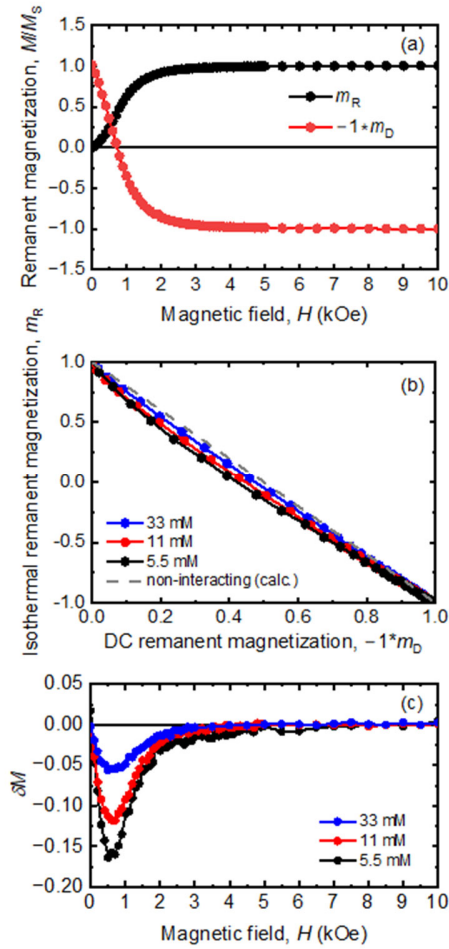 Remanent magnetization, M/Ms
1.5
1.0
0.5
0.0
−0.5
−1.0
−1.5
(a)
mR
−1*mD
0 1 2 3 4 5 6 7 8 9 10
Magnetic field, H (kOe)
Isothermal remanent magnetization, mR
1.0
0.5
0.0
-0.5
-1.0
(b)
33 mM
11 mM
5.5 mM
non-interacting (calc.)
0.0 0.2 0.4 0.6 0.8 1.0
DC remanent magnetization, −1*mD
δM
0.05
0.00
−0.05
−0.10
−0.15
−0.20
(c)
33 mM
11 mM
5.5 mM
0 1 2 3 4 5 6 7 8 9 10
Magnetic field, H (kOe)